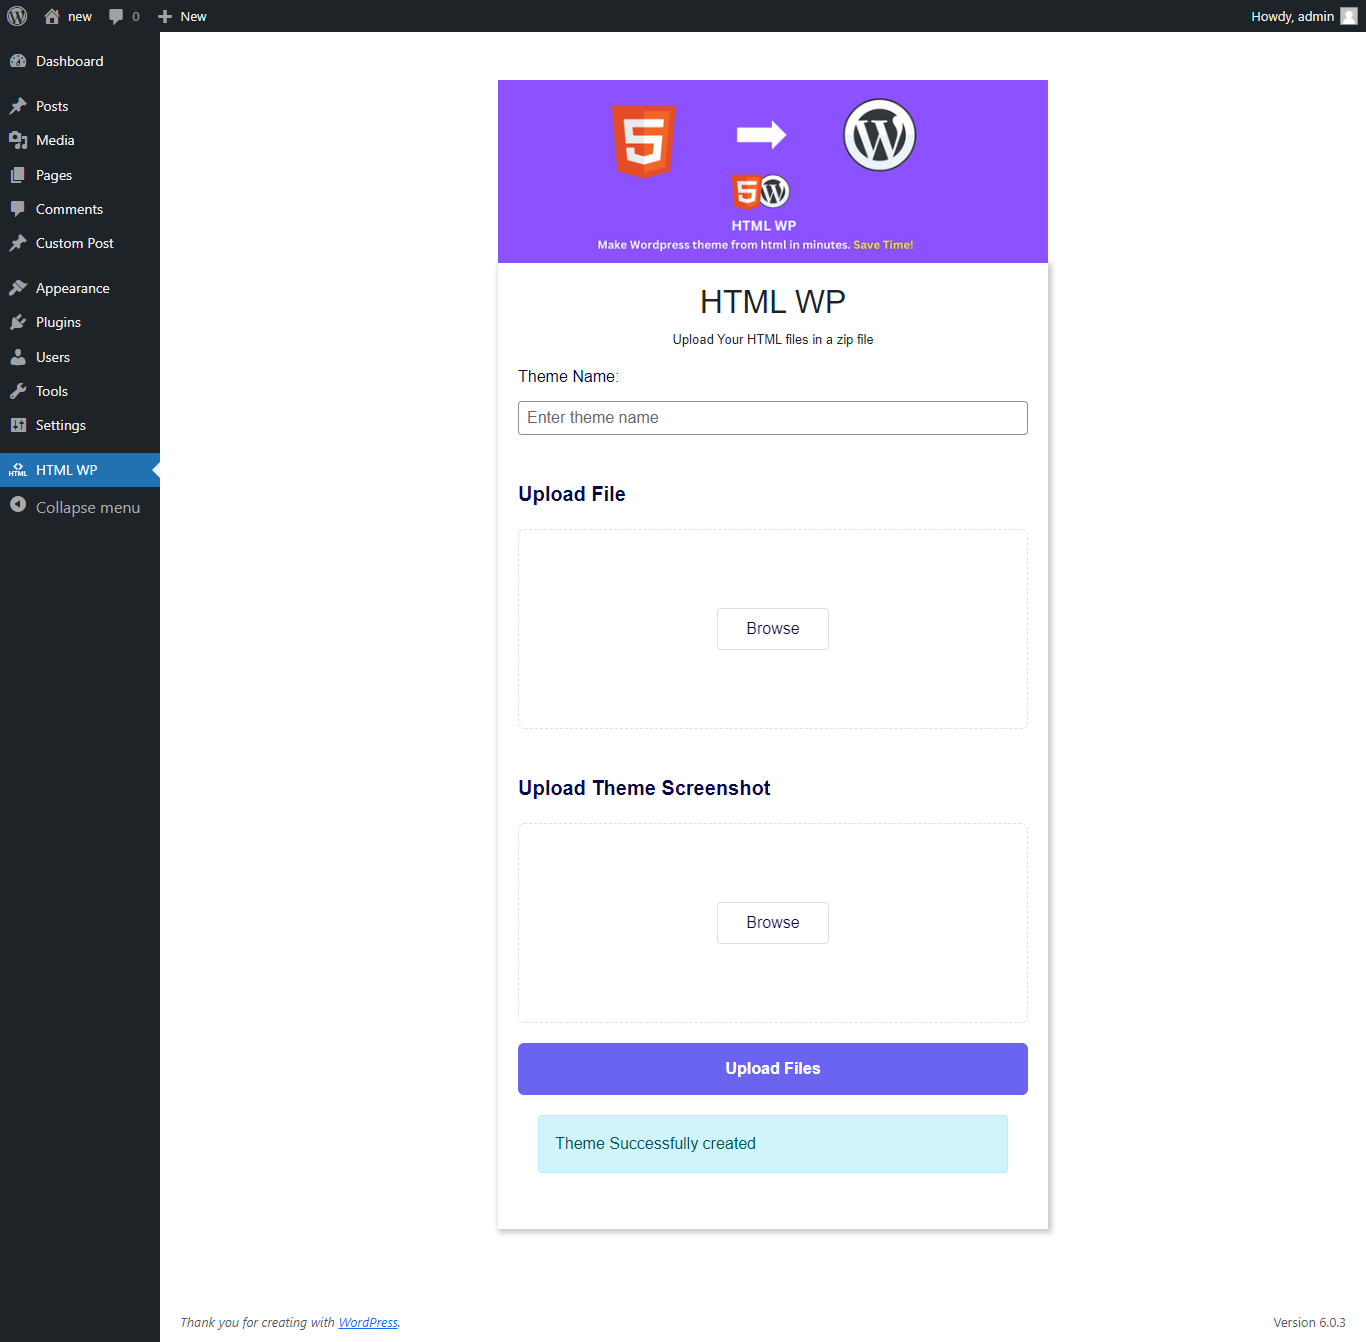 new 0 New Howdy, admin
Dashboard
Posts
Media
Pages
Comments
Custom Post
Appearance
Plugins
Users
Tools
Settings
HTML HTML WP
Collapse menu
5 W
5 W
HTML WP
Make Wordpress theme from html in minutes. Save Time!
HTML WP
Upload Your HTML files in a zip file
Theme Name:
Enter theme name
Upload File
Browse
Upload Theme Screenshot
Browse
Upload Files
Theme Successfully created
Thank you for creating with WordPress. Version 6.0.3